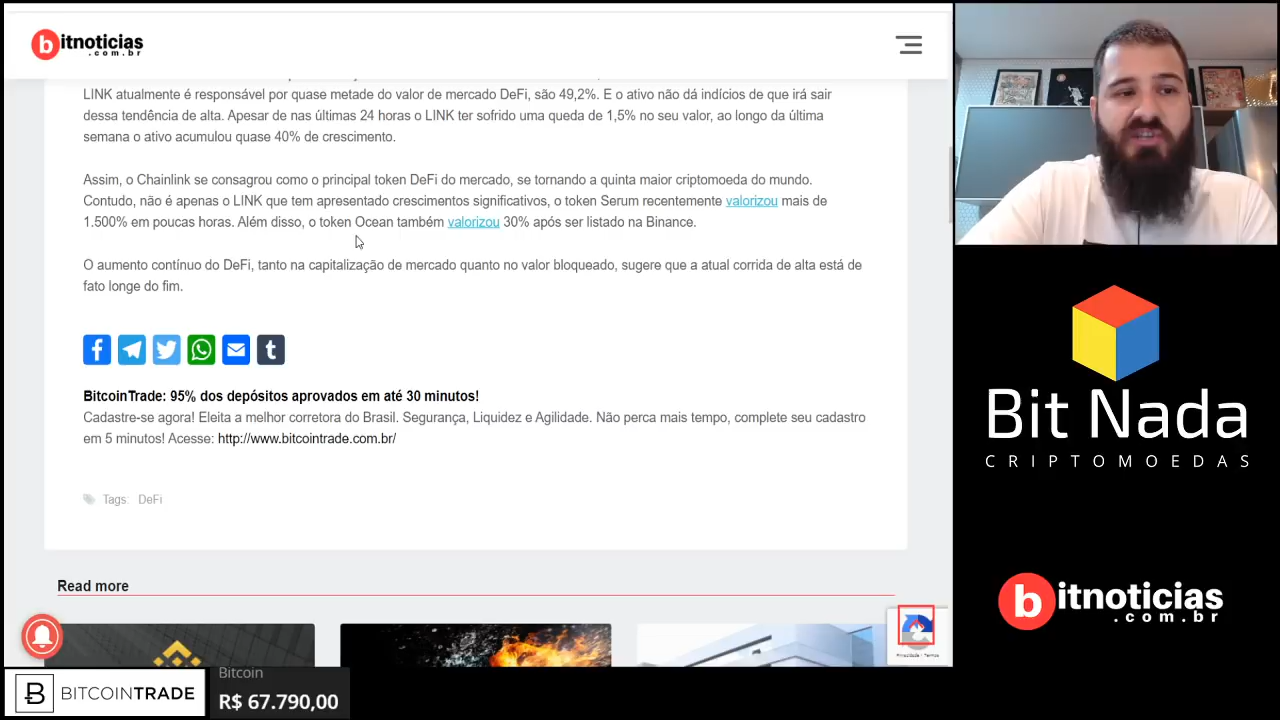 bitnoticias
.com.br
LINK atualmente é responsável por quase metade do valor de mercado DeFi, são 49,2%. E o ativo não dá indícios de que irá sair
dessa tendência de alta. Apesar de nas últimas 24 horas o LINK ter sofrido uma queda de 1,5% no seu valor, ao longo da última
semana o ativo acumulou quase 40% de crescimento.
Assim, o Chainlink se consagrou como o principal token DeFi do mercado, se tornando a quinta maior criptomoeda do mundo.
Contudo, não é apenas o LINK que tem apresentado crescimentos significativos, o token Serum recentemente valorizou mais de
1.500% em poucas horas. Além disso, o token Ocean também valorizou 30% após ser listado na Binance.
O aumento contínuo do DeFi, tanto na capitalização de mercado quanto no valor bloqueado, sugere que a atual corrida de alta está de
fato longe do fim.
BitcoinTrade: 95% dos depósitos aprovados em até 30 minutos!
Cadastre-se agora! Eleita a melhor corretora do Brasil. Segurança, Liquidez e Agilidade. Não perca mais tempo, complete seu cadastro
em 5 minutos! Acesse: http://www.bitcointrade.com.br/
Tags: DeFi
Read more
Privacidade - Termos
BITCOINTRADE
Bitcoin
R$ 67.790,00
Bit Nada
CRIPTOMOEDAS
bitnoticias
.com.br